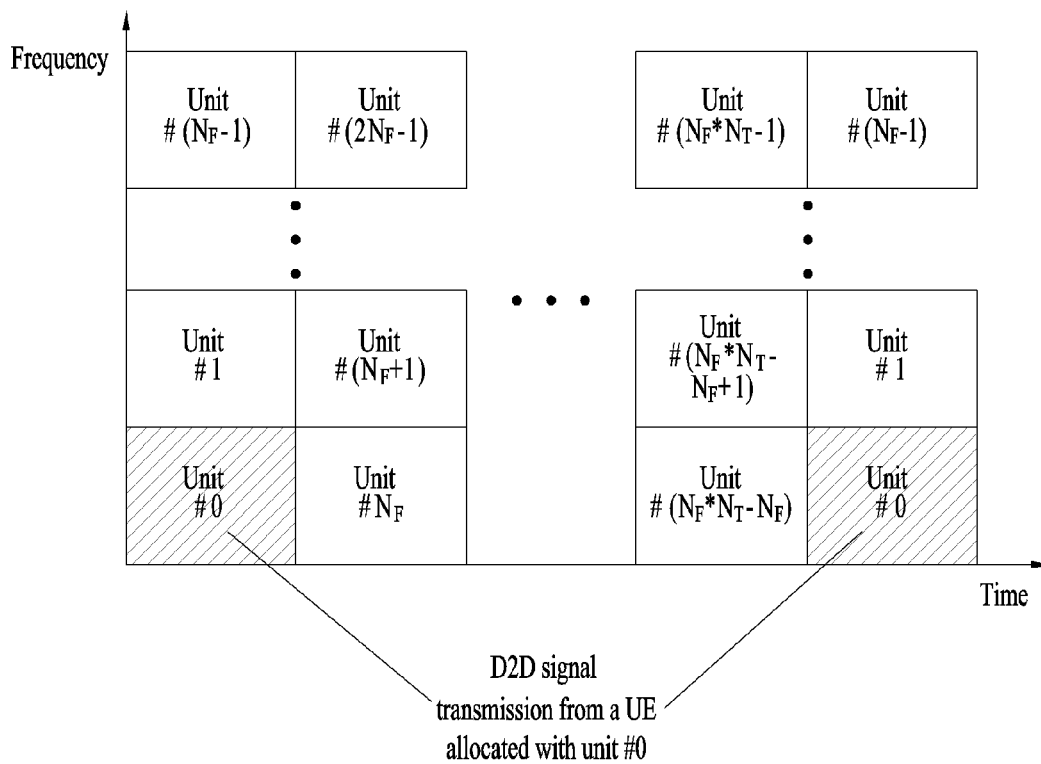 Frequency
Unit
# (NF-1)
Unit
# (2NF-1)
Unit
# (NF*NT-1)
Unit
# (NF-1)
Unit
# 1
Unit
# (NF+1)
Unit
# (NF*NT-
NF+1)
Unit
# 1
Unit
# 0
Unit
# NF
Unit
# (NF*NT-NF)
Unit
# 0
Time
D2D signal
transmission from a UE
allocated with unit #0